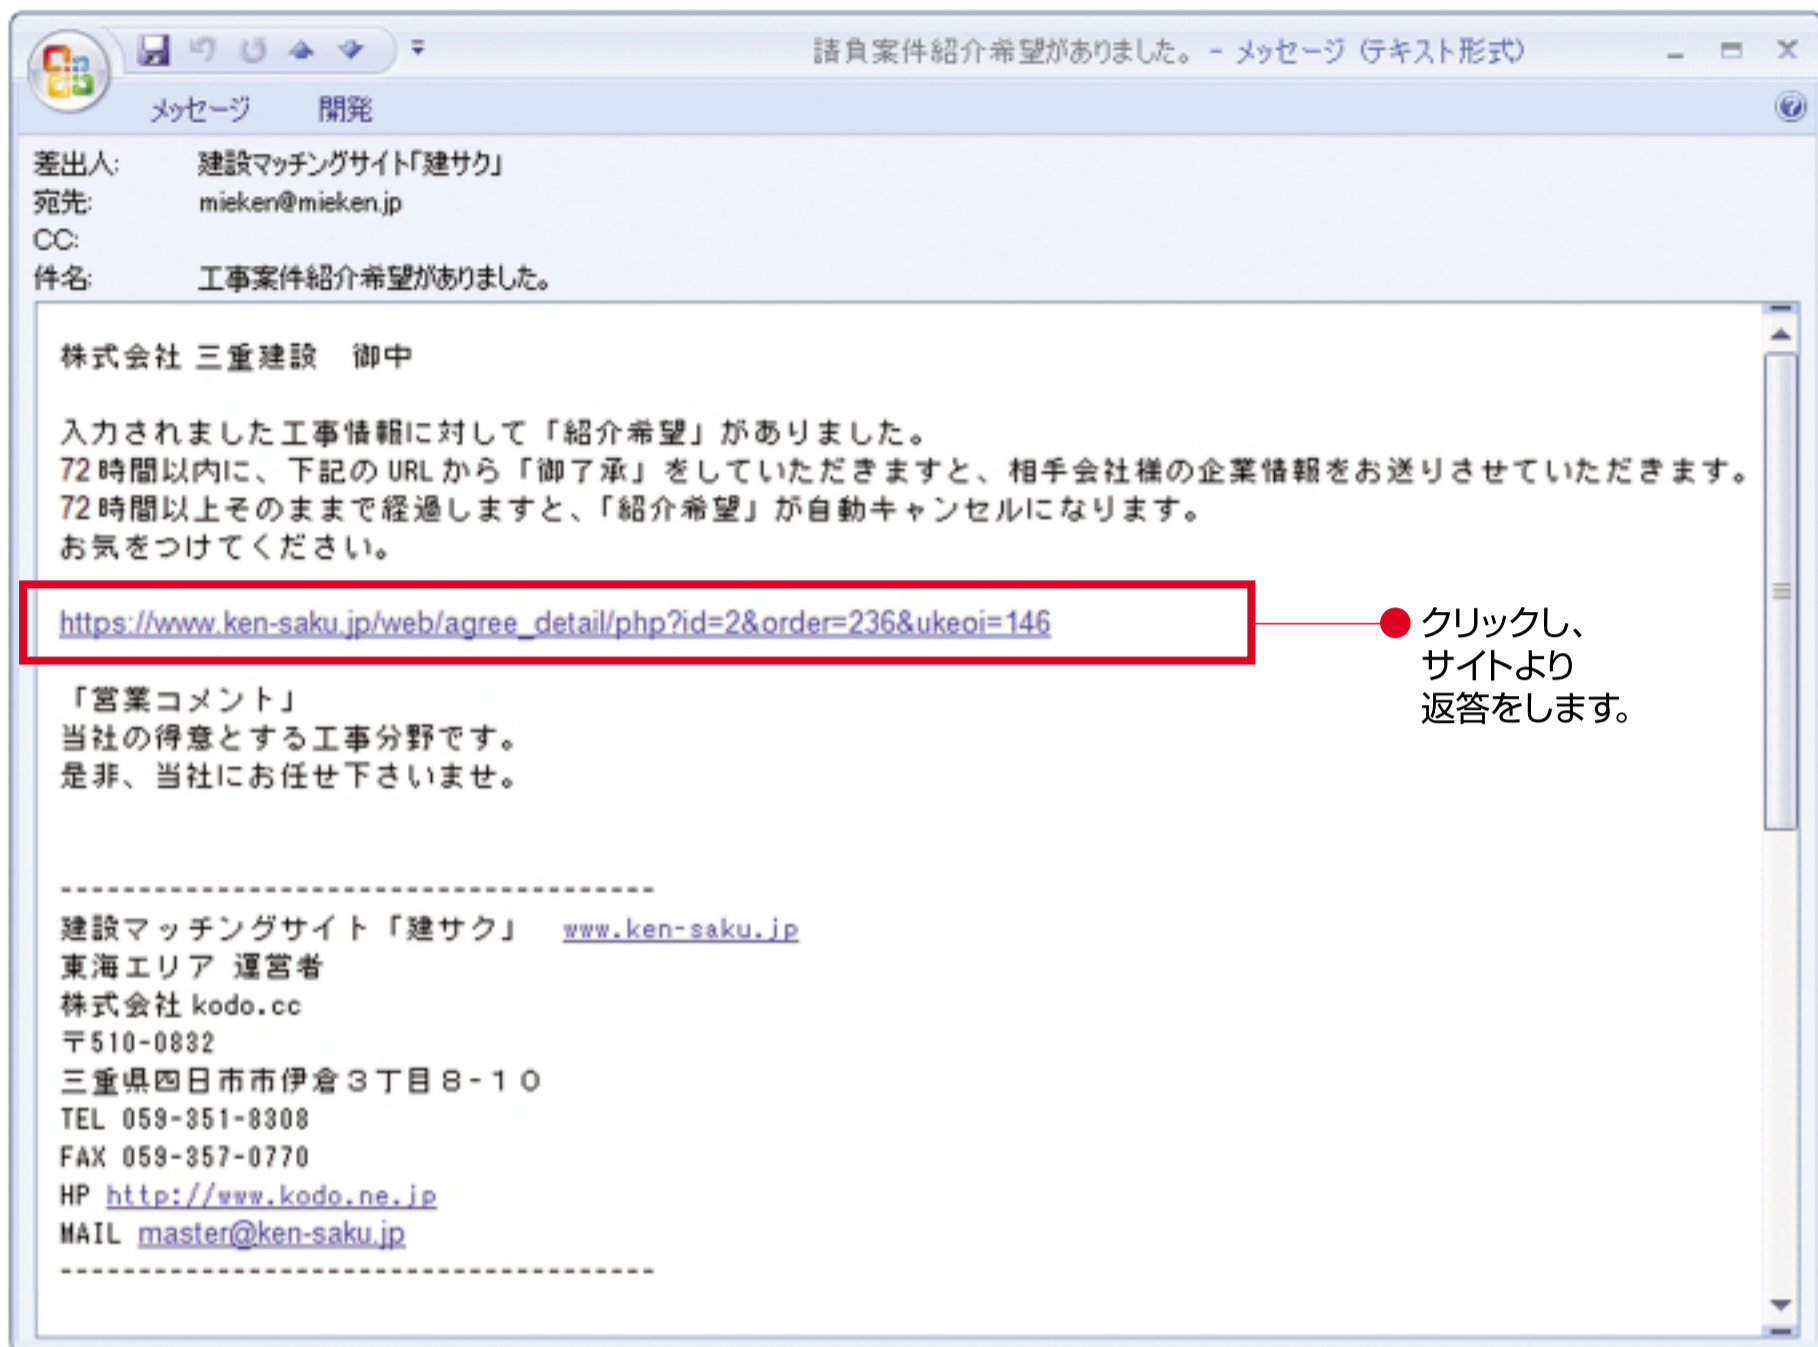 請負案件紹介希望がありました。 - メッセージ (テキスト形式)
メッセージ 開発
差出人: 建設マッチングサイト「建サク」
宛先: mieken@mieken.jp
CC:
件名: 工事案件紹介希望がありました。
株式会社 三重建設 御中
入力されました工事情報に対して「紹介希望」がありました。
72時間以内に、下記のURLから「御了承」をしていただきますと、相手会社様の企業情報をお送りさせていただきます。
72時間以上そのままで経過しますと、「紹介希望」が自動キャンセルになります。
お気をつけてください。
https://www.ken-saku.jp/web/agree_detail/php?id=2&order=236&ukeoi=146
クリックし、
サイトより
返答をします。
「営業コメント」
当社の得意とする工事分野です。
是非、当社にお任せ下さいませ。
--------------------------------------
建設マッチングサイト「建サク」 www.ken-saku.jp
東海エリア 運営者
株式会社 kodo.cc
〒510-0832
三重県四日市市伊倉3丁目8-10
TEL 059-351-8308
FAX 059-357-0770
HP http://www.kodo.ne.jp
MAIL master@ken-saku.jp
--------------------------------------